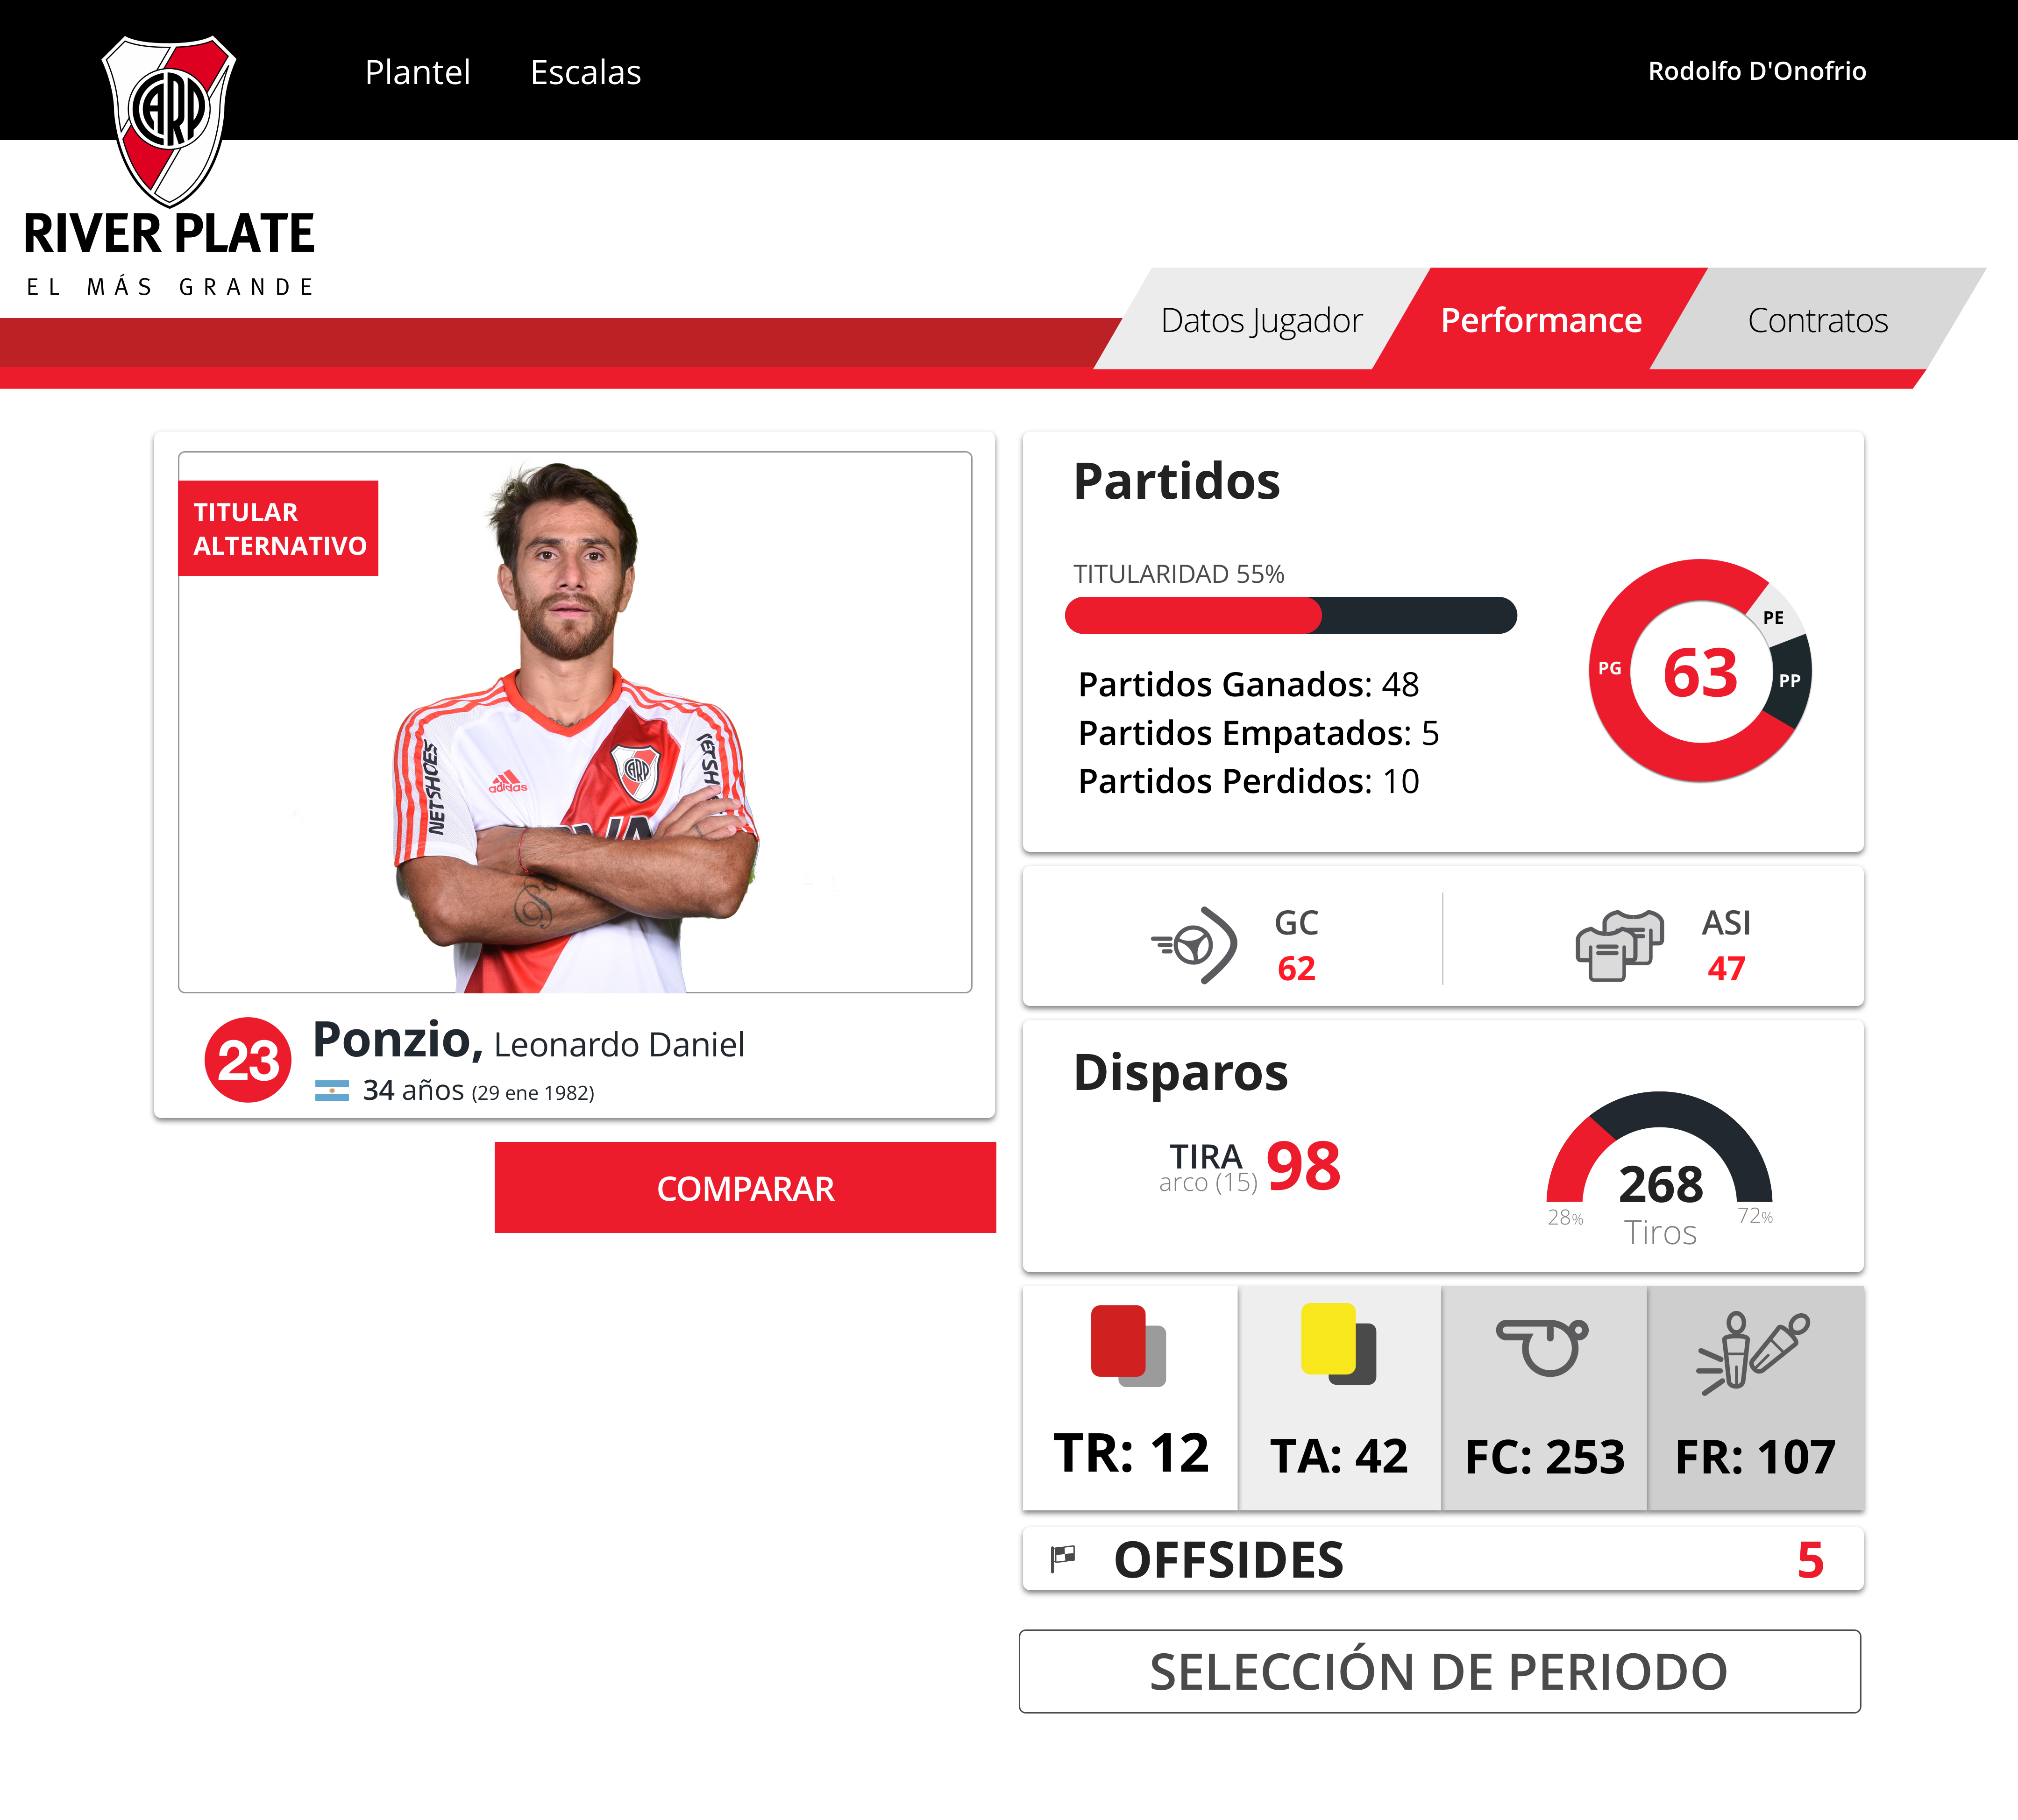 Plantel Escalas Rodolfo D'Onofrio
CARP
RIVER PLATE
EL MÁS GRANDE
Datos Jugador Performance Contratos
TITULAR
ALTERNATIVO
NETSHOES
adidas
CARP
23
Ponzio, Leonardo Daniel
34 años (29 ene 1982)
COMPARAR
Partidos
TITULARIDAD 55%
Partidos Ganados: 48
Partidos Empatados: 5
Partidos Perdidos: 10
PE
PG
63
PP
GC
62
ASI
47
Disparos
TIRA
arco (15)
98
268
Tiros
28%
72%
TR: 12
TA: 42
FC: 253
FR: 107
OFFSIDES 5
SELECCIÓN DE PERIODO